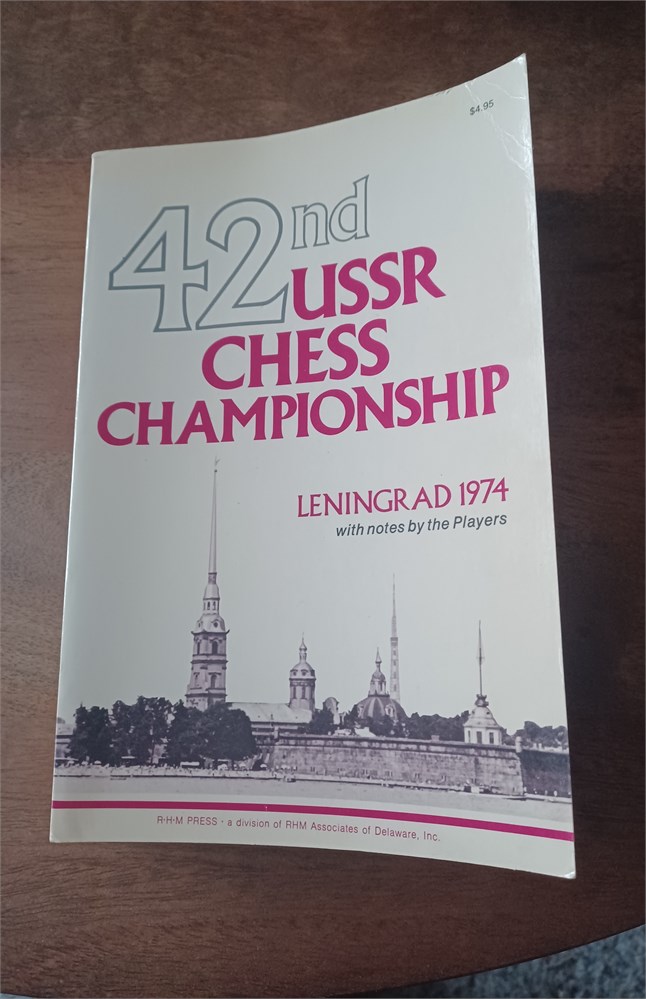 $4.95
42nd
USSR
CHESS
CHAMPIONSHIP
LENINGRAD 1974
with notes by the Players
R·H·M PRESS · a division of RHM Associates of Delaware, Inc.